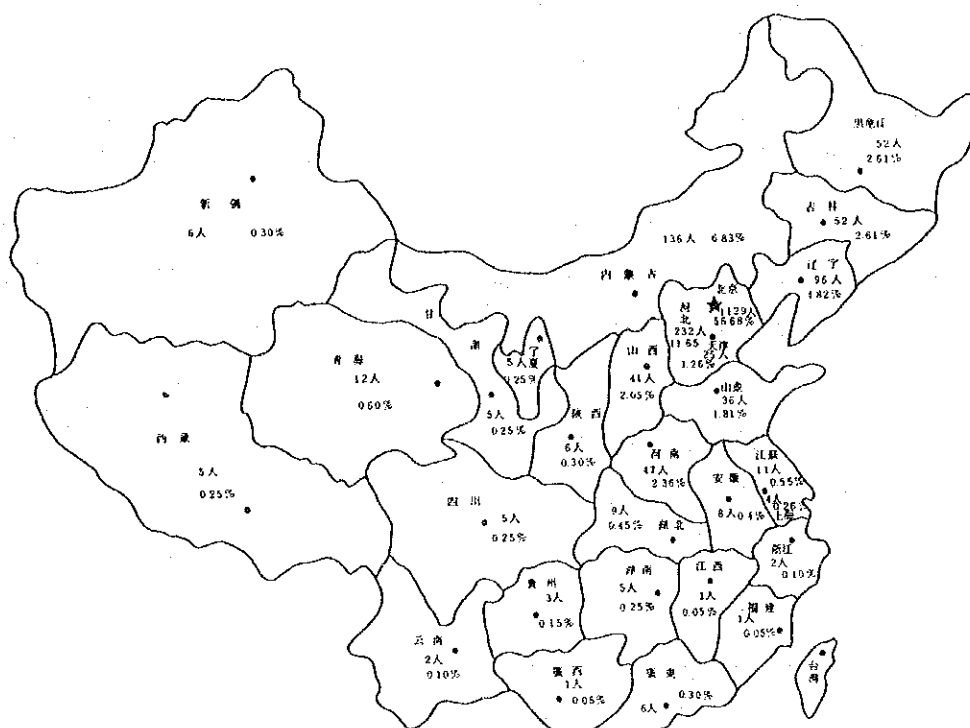 52人
2.61%
吉林
52人
2.61%
新疆
6人 0.30%
136人 6.83%
内蒙古
辽宁
96人
4.82%
北京
河
北
1129人
56.68%
232人
11.65
天津
25人
1.26%
甘
肃
5人
0.25%
夏
5人
0.25%
青海
12人
0.60%
山西
41人
2.05%
山东
36人
1.81%
陕西
6人
0.30%
西藏
5人
0.25%
河南
47人
2.36%
江苏
11人
0.55%
4人
上海
安徽
8人 0.4%
四川
5人
0.25%
9人
0.45%
湖北
浙江
2人
0.10%
贵州
3人
0.15%
湖南
5人
0.25%
江西
1人
0.05%
福建
1人
0.05%
云南
2人
0.10%
1人
0.05%
0.30%
6人
台
灣